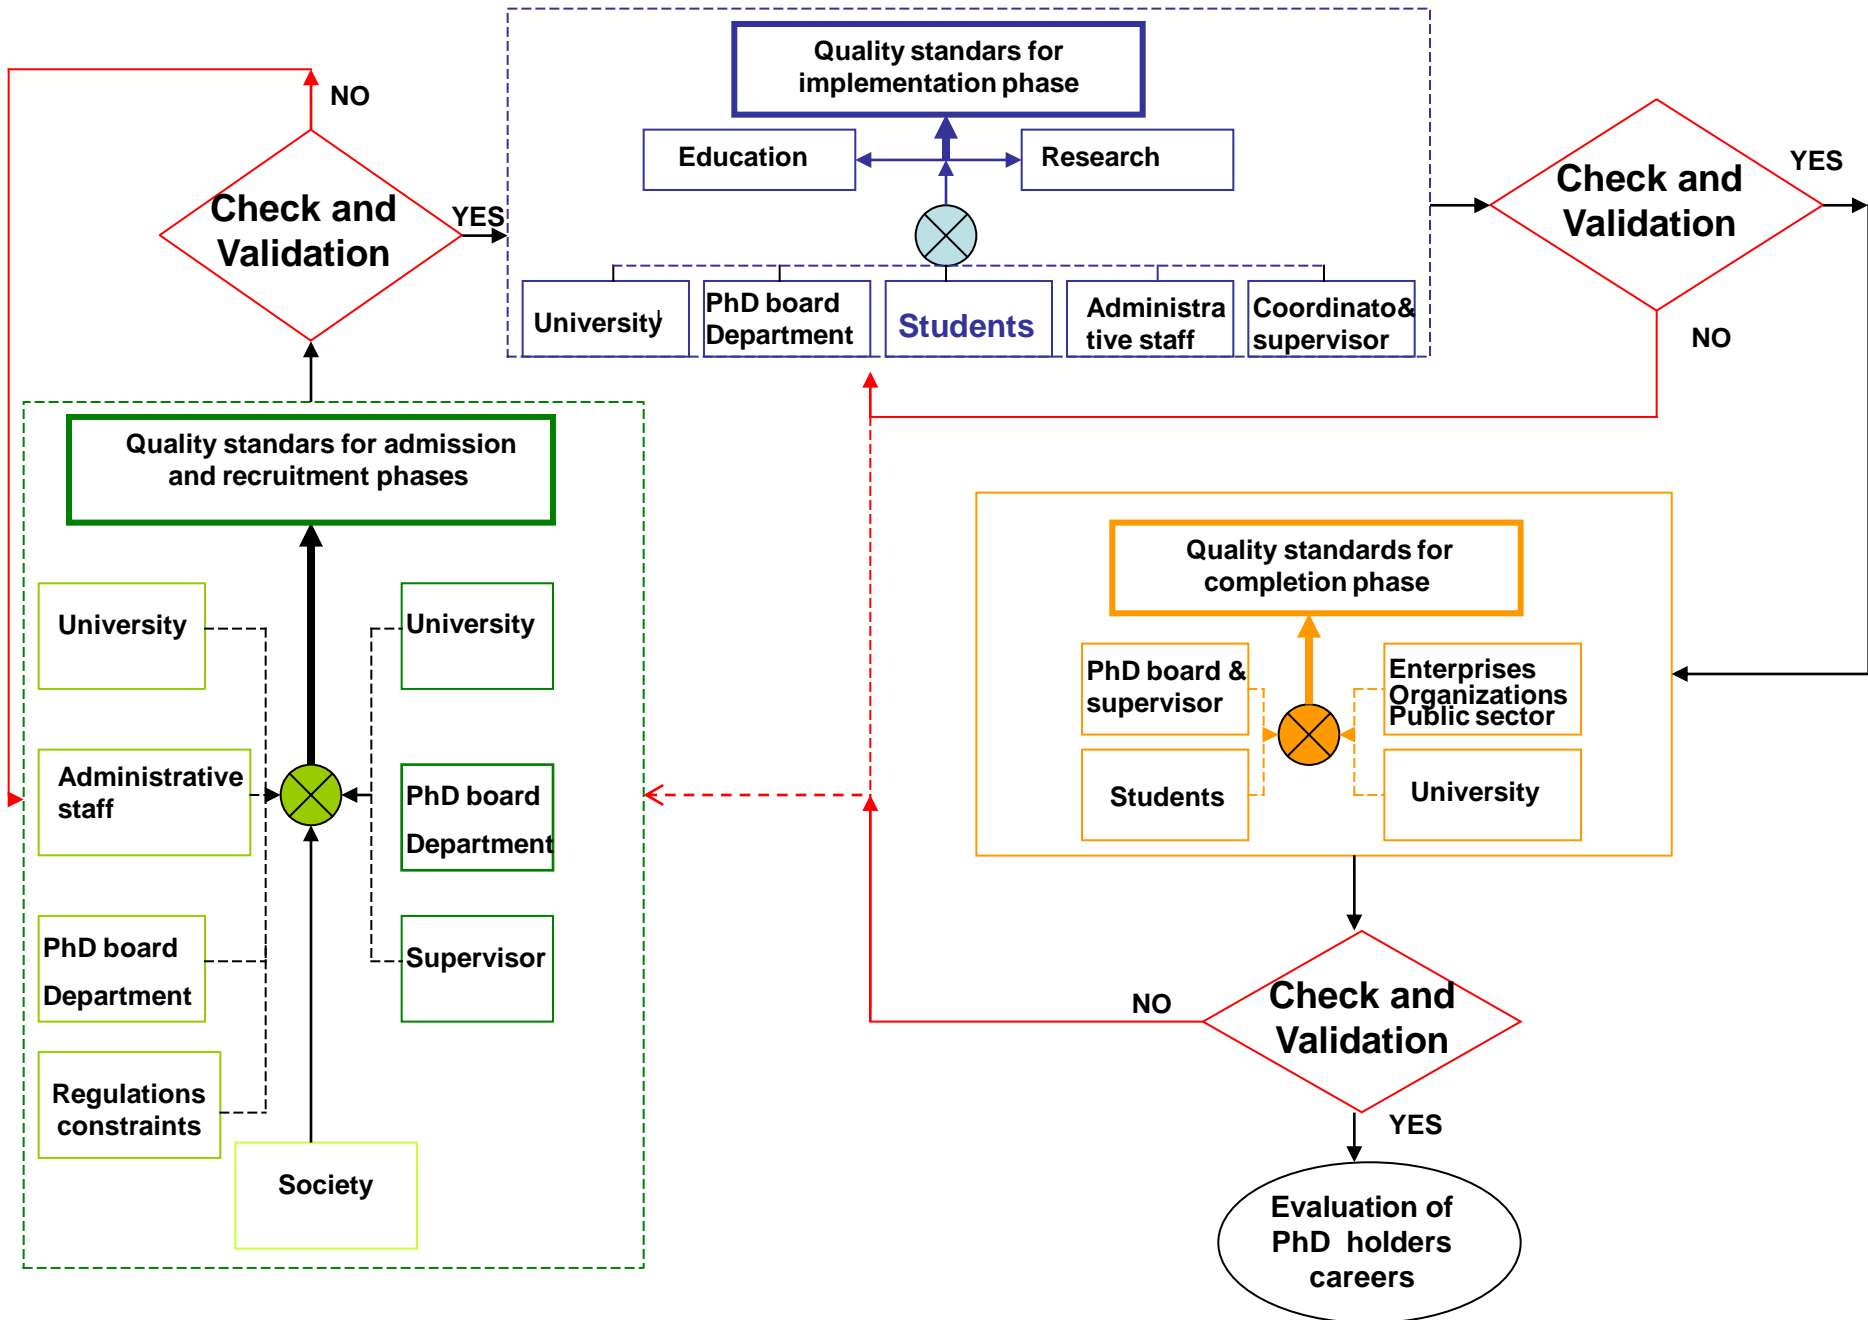 Quality standars for
implementation phase
NO
Education
Research
Check and
Validation
YES
Check and
Validation
YES
University
PhD board
Department
Students
Administra
tive staff
Coordinato&
supervisor
NO
Quality standars for admission
and recruitment phases
University
University
Administrative
staff
PhD board
Department
PhD board
Department
Supervisor
Regulations
constraints
Society
Quality standards for
completion phase
PhD board &
supervisor
Enterprises
Organizations
Public sector
Students
University
NO
Check and
Validation
YES
Evaluation of
PhD holders
careers